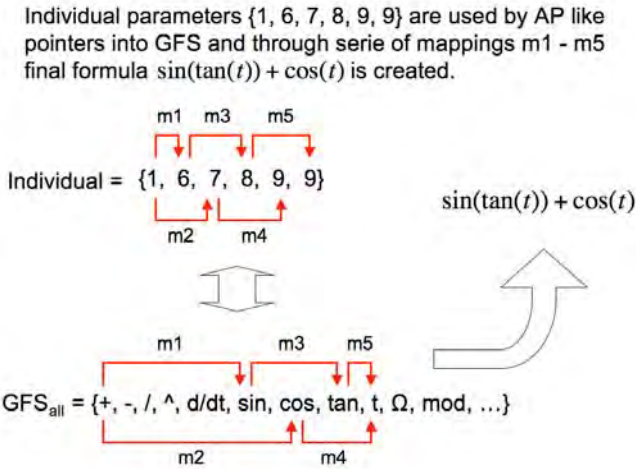 Individual parameters {1, 6, 7, 8, 9, 9} are used by AP like
pointers into GFS and through serie of mappings m1 - m5
final formula sin(tan(t)) + cos(t) is created.
m1 m3 m5
Individual = {1, 6, 7, 8, 9, 9}
m2 m4
sin(tan(t)) + cos(t)
m1 m3 m5
GFSall = {+, -, /, ^, d/dt, sin, cos, tan, t, Ω, mod, …}
m2 m4